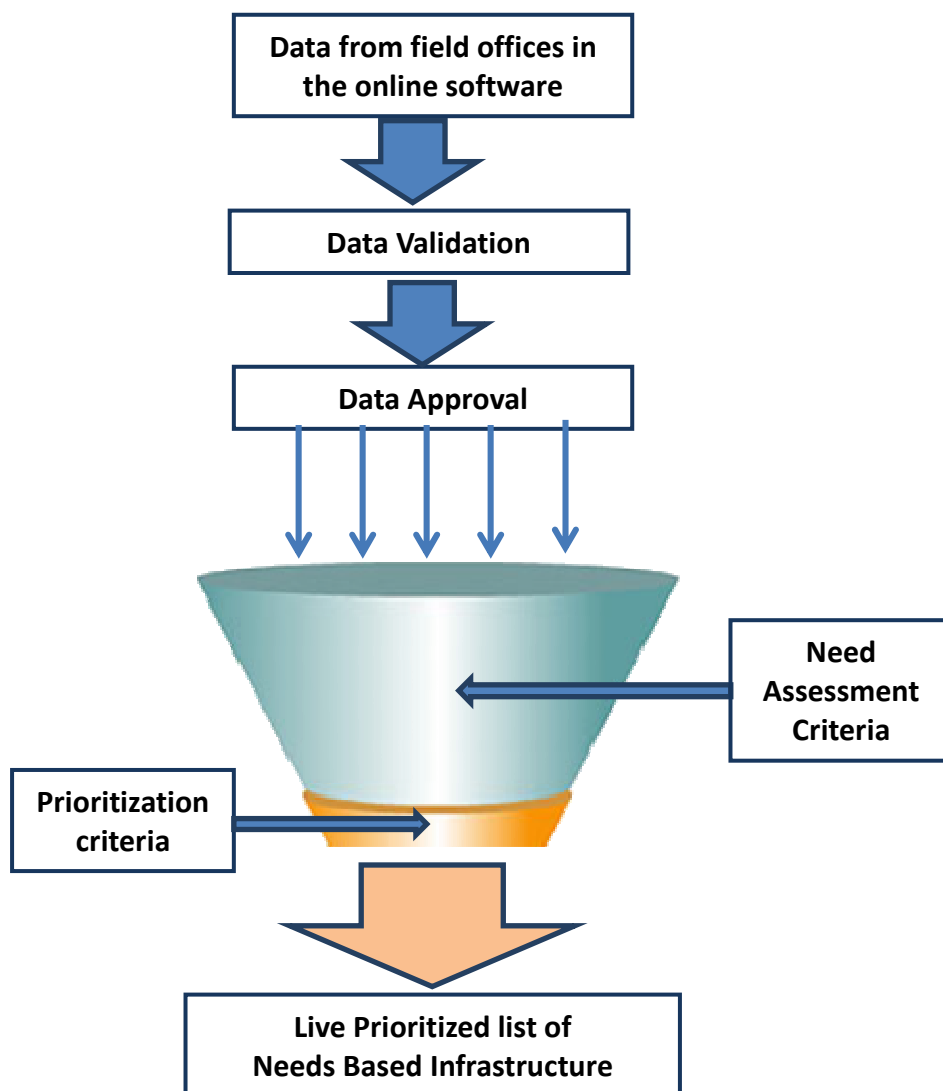 Data from field offices in
the online software
Data Validation
Data Approval
Need
Assessment
Criteria
Prioritization
criteria
Live Prioritized list of
Needs Based Infrastructure